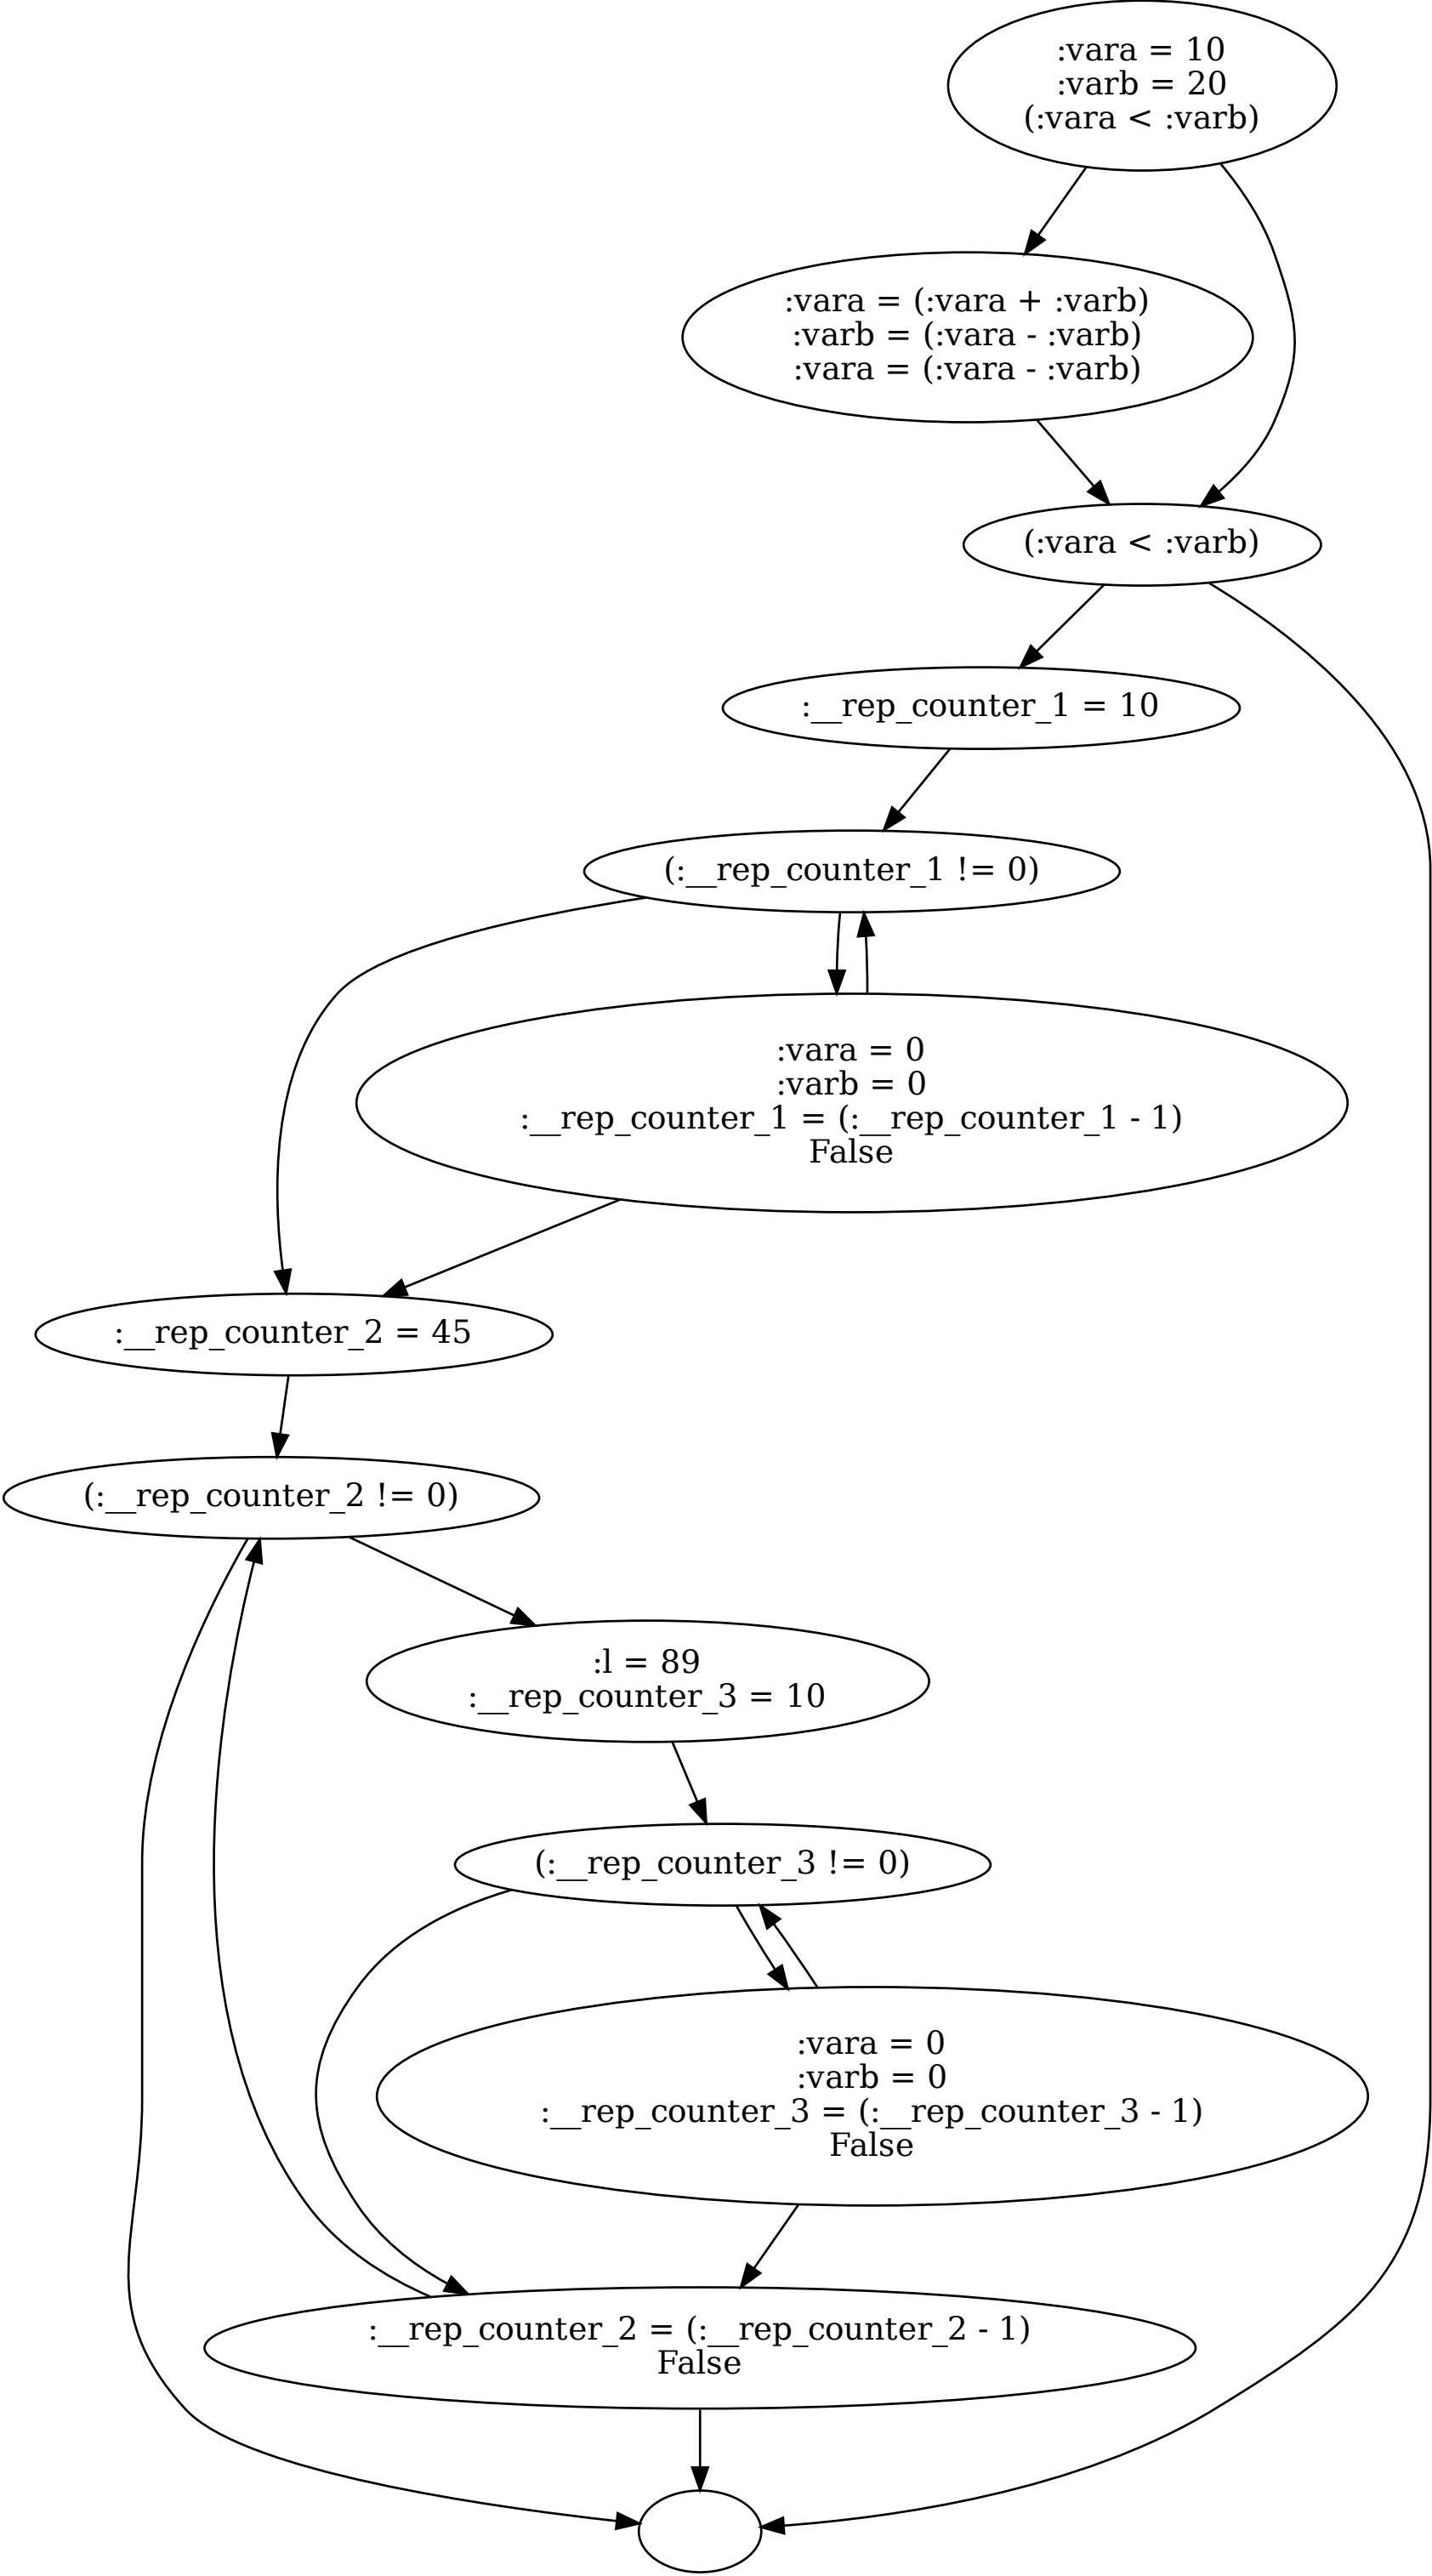 :vara = 10
:varb = 20
(:vara < :varb)
:vara = (:vara + :varb)
:varb = (:vara - :varb)
:vara = (:vara - :varb)
(:vara < :varb)
:__rep_counter_1 = 10
(:__rep_counter_1 != 0)
:vara = 0
:varb = 0
:__rep_counter_1 = (:__rep_counter_1 - 1)
False
:__rep_counter_2 = 45
(:__rep_counter_2 != 0)
:l = 89
:__rep_counter_3 = 10
(:__rep_counter_3 != 0)
:vara = 0
:varb = 0
:__rep_counter_3 = (:__rep_counter_3 - 1)
False
:__rep_counter_2 = (:__rep_counter_2 - 1)
False